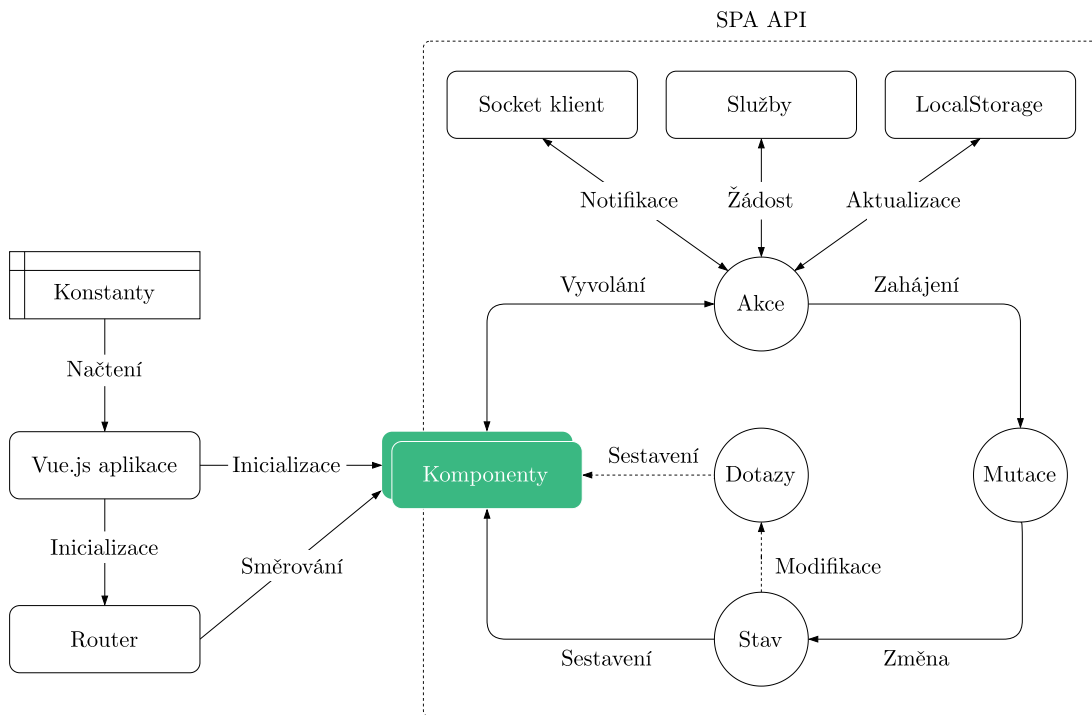 SPA API
Socket klient
Služby
LocalStorage
Notifikace
Žádost
Aktualizace
Konstanty
Vyvolání
Akce
Zahájení
Načtení
Vue.js aplikace
Inicializace
Komponenty
Sestavení
Dotazy
Mutace
Inicializace
Směrování
Modifikace
Router
Stav
Sestavení
Změna